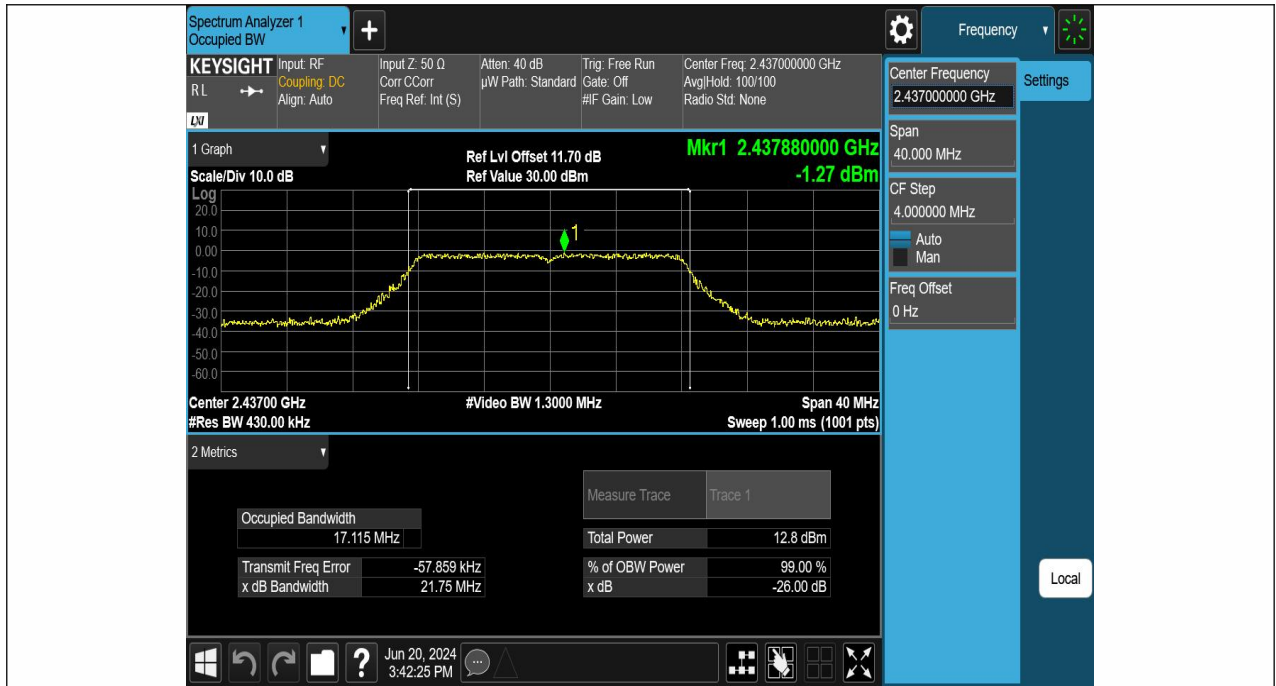 Spectrum Analyzer 1
Occupied BW
+
Frequency
KEYSIGHT
RL
LXI
Input: RF
Coupling: DC
Align: Auto
Input Z: 50 Ω
Corr CCorr
Freq Ref: Int (S)
Atten: 40 dB
µW Path: Standard
Trig: Free Run
Gate: Off
#IF Gain: Low
Center Freq: 2.437000000 GHz
Avg|Hold: 100/100
Radio Std: None
Center Frequency
2.437000000 GHz
Settings
Span
40.000 MHz
CF Step
4.000000 MHz
Auto
Man
Freq Offset
0 Hz
Local
1 Graph
Scale/Div 10.0 dB
Ref Lvl Offset 11.70 dB
Ref Value 30.00 dBm
Mkr1 2.437880000 GHz
-1.27 dBm
Log
20.0
10.0
0.00
-10.0
-20.0
-30.0
-40.0
-50.0
-60.0
1
Center 2.43700 GHz
#Res BW 430.00 kHz
#Video BW 1.3000 MHz
Span 40 MHz
Sweep 1.00 ms (1001 pts)
2 Metrics
Measure Trace Trace 1
Occupied Bandwidth
17.115 MHz
Total Power 12.8 dBm
Transmit Freq Error -57.859 kHz
% of OBW Power 99.00 %
x dB Bandwidth 21.75 MHz
x dB -26.00 dB
?
Jun 20, 2024
3:42:25 PM